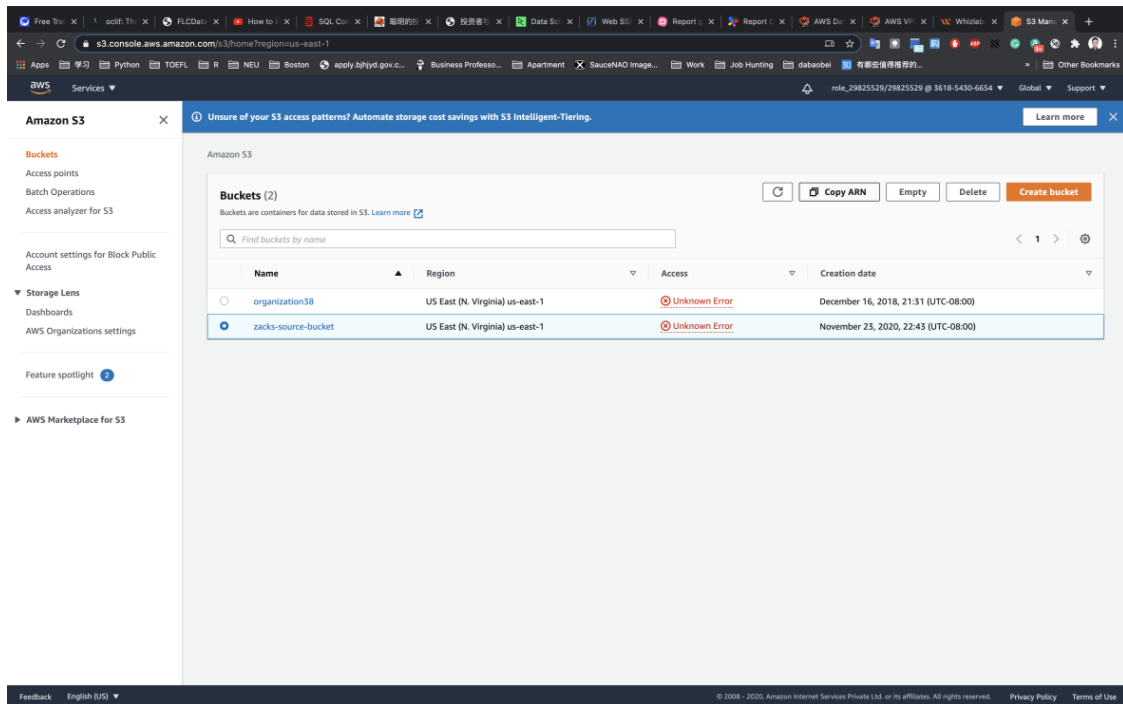 Free Trai
oclif: The
FLCData
How to
SQL Con
聪明的投
投资者与
Data Sci
Web SS
Report g
Report C
AWS Da
AWS VP
Whizlab
S3 Mana
s3.console.aws.amazon.com/s3/home?region=us-east-1
Apps 学习 Python TOEFL R NEU Boston apply.bjhjyd.gov.c... Business Professo... Apartment SauceNAO Image... Work Job Hunting dabaobei 知 有哪些值得推荐的... » Other Bookmarks
aws Services role_29825529/29825529 @ 3618-5430-6654 Global Support
Amazon S3
Unsure of your S3 access patterns? Automate storage cost savings with S3 Intelligent-Tiering. Learn more
Buckets
Access points
Batch Operations
Access analyzer for S3
Account settings for Block Public
Access
Storage Lens
Dashboards
AWS Organizations settings
Feature spotlight 2
AWS Marketplace for S3
Amazon S3
Buckets (2)
Copy ARN Empty Delete Create bucket
Buckets are containers for data stored in S3. Learn more
Find buckets by name
1
Name Region Access Creation date
organization38 US East (N. Virginia) us-east-1 Unknown Error December 16, 2018, 21:31 (UTC-08:00)
zacks-source-bucket US East (N. Virginia) us-east-1 Unknown Error November 23, 2020, 22:43 (UTC-08:00)
Feedback English (US) © 2008 - 2020, Amazon Internet Services Private Ltd. or its affiliates. All rights reserved. Privacy Policy Terms of Use